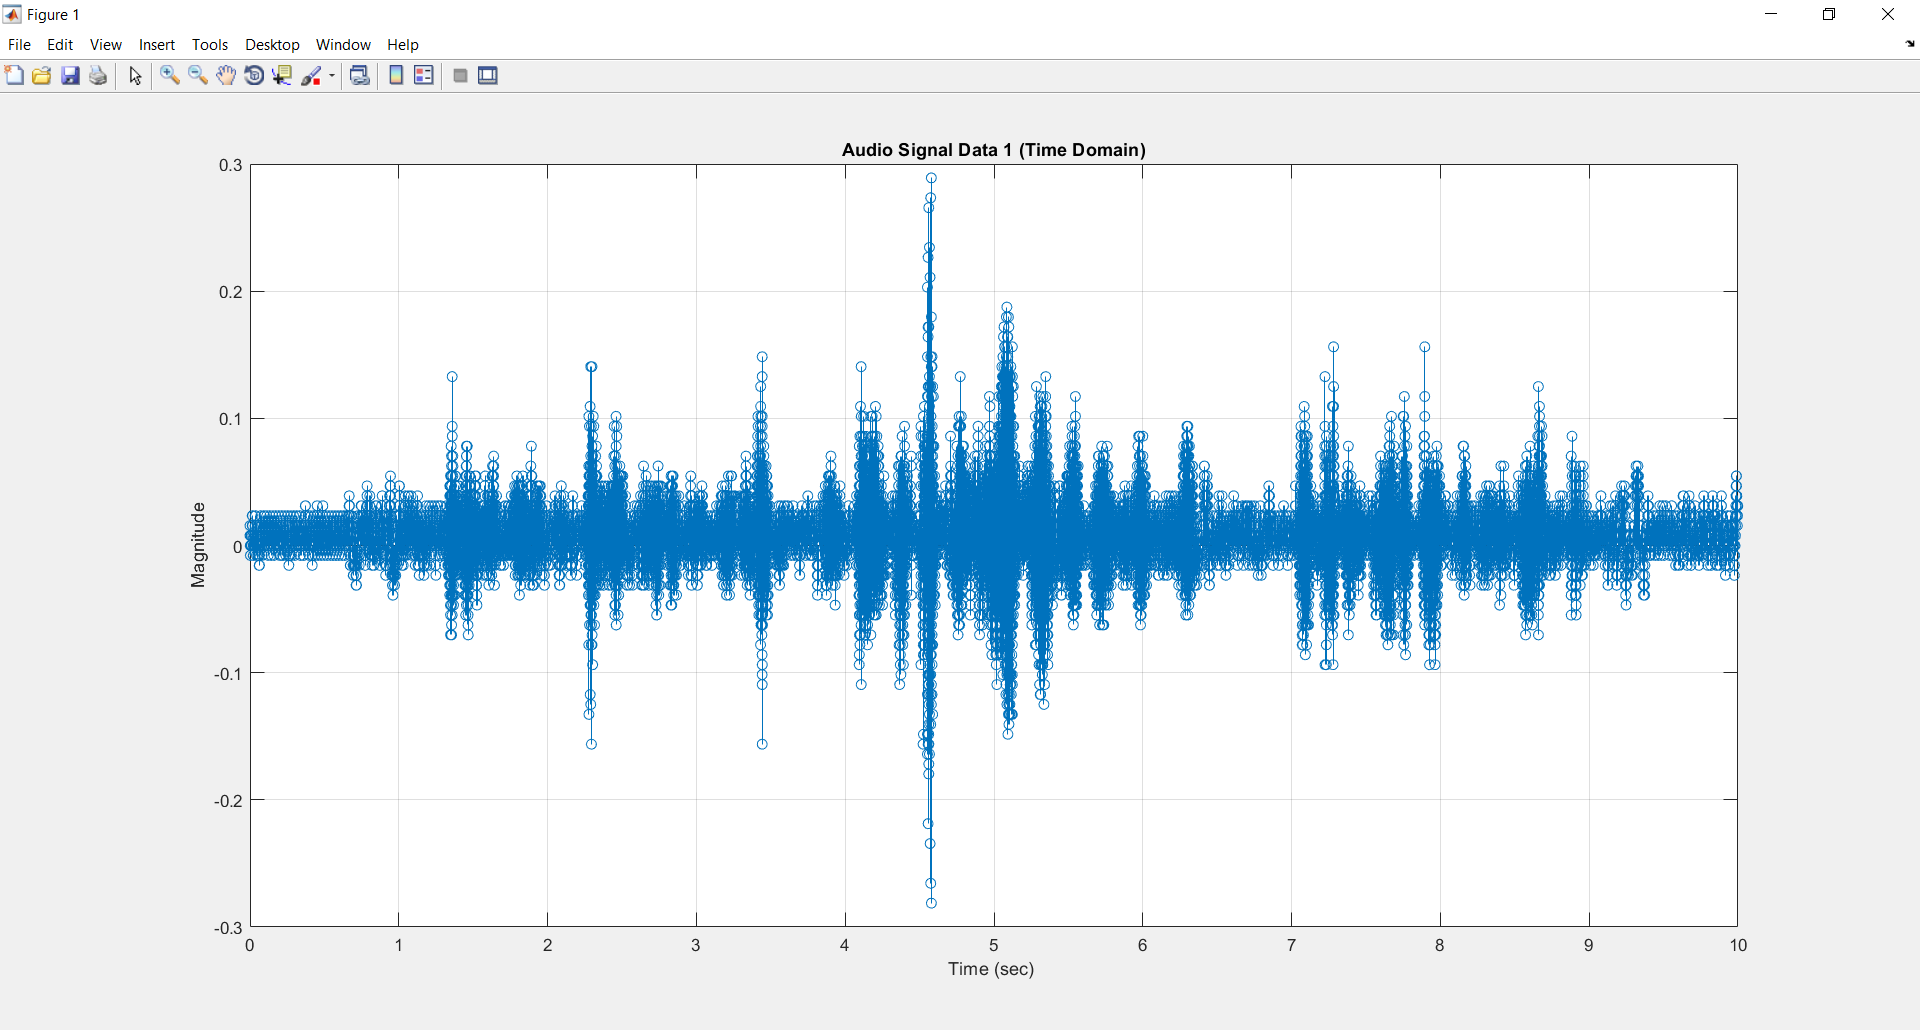 Figure 1
File Edit View Insert Tools Desktop Window Help
Audio Signal Data 1 (Time Domain)
0.3
0.2
0.1
0
-0.1
-0.2
-0.3
Magnitude
0 1 2 3 4 5 6 7 8 9 10
Time (sec)